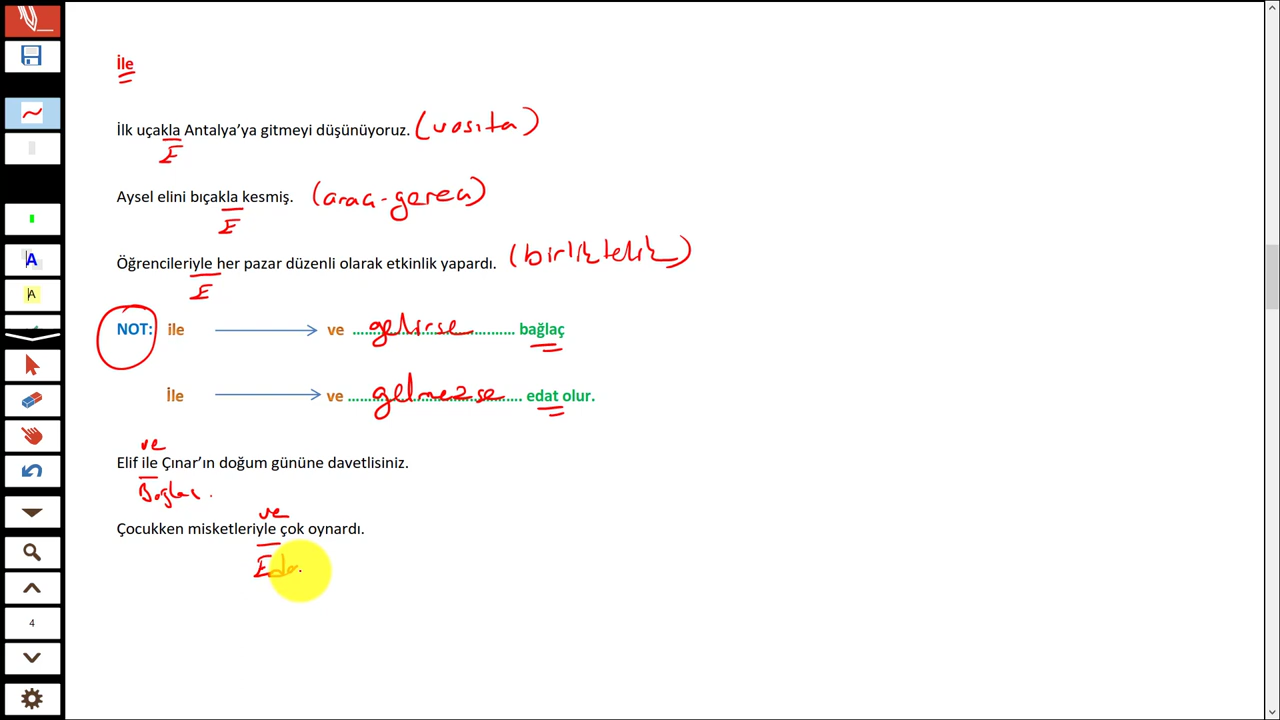 İle
İlk uçakla Antalya'ya gitmeyi düşünüyoruz. (vasıta)
E
Aysel elini bıçakla kesmiş. (araç-gereç)
E
Öğrencileriyle her pazar düzenli olarak etkinlik yapardı. (birliktelik)
E
NOT: ile ve gelirse bağlaç
İle ve gelmezse edat olur.
ve
Elif ile Çınar'ın doğum gününe davetlisiniz.
Bağlaç.
ve
Çocukken misketleriyle çok oynardı.
Eda
A
A
4